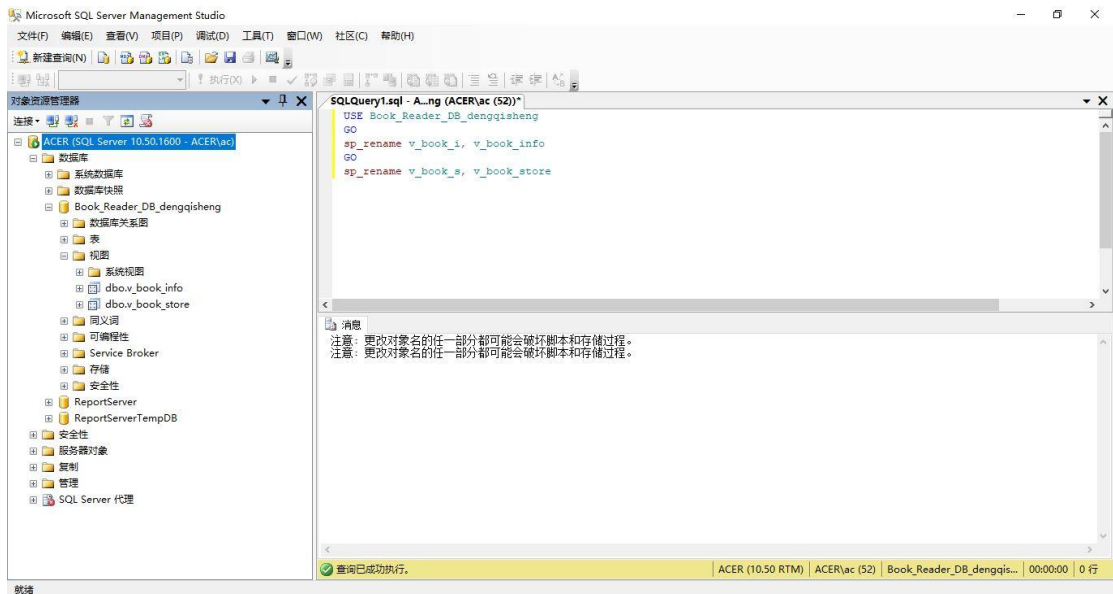 Microsoft SQL Server Management Studio
文件(F) 编辑(E) 查看(V) 项目(P) 调试(D) 工具(T) 窗口(W) 社区(C) 帮助(H)
新建查询(N)
执行(X)
对象资源管理器
连接
ACER (SQL Server 10.50.1600 - ACER\ac)
数据库
系统数据库
数据库快照
Book_Reader_DB_dengqisheng
数据库关系图
表
视图
系统视图
dbo.v_book_info
dbo.v_book_store
同义词
可编程性
Service Broker
存储
安全性
ReportServer
ReportServerTempDB
安全性
服务器对象
复制
管理
SQL Server 代理
SQLQuery1.sql - A...ng (ACER\ac (52))*
USE Book_Reader_DB_dengqisheng
GO
sp_rename v_book_i, v_book_info
GO
sp_rename v_book_s, v_book_store
消息
注意: 更改对象名的任一部分都可能会破坏脚本和存储过程。
注意: 更改对象名的任一部分都可能会破坏脚本和存储过程。
查询已成功执行。 ACER (10.50 RTM) ACER\ac (52) Book_Reader_DB_dengqis... 00:00:00 0 行
就绪